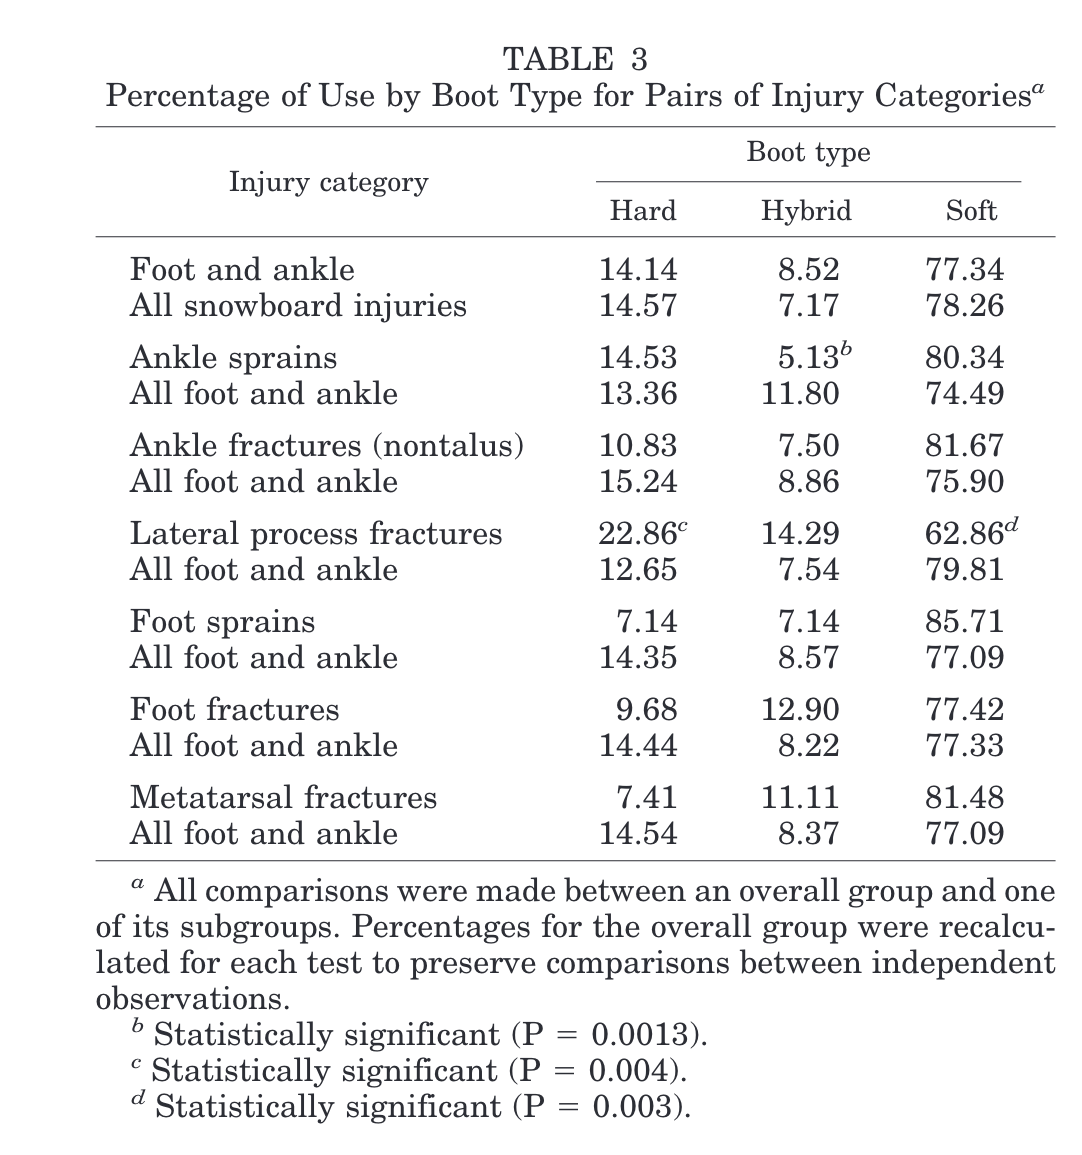 TABLE 3
Percentage of Use by Boot Type for Pairs of Injury Categories^a
Injury category
Boot type
Hard Hybrid Soft
Foot and ankle 14.14 8.52 77.34
All snowboard injuries 14.57 7.17 78.26
Ankle sprains 14.53 5.13^b 80.34
All foot and ankle 13.36 11.80 74.49
Ankle fractures (nontalus) 10.83 7.50 81.67
All foot and ankle 15.24 8.86 75.90
Lateral process fractures 22.86^c 14.29 62.86^d
All foot and ankle 12.65 7.54 79.81
Foot sprains 7.14 7.14 85.71
All foot and ankle 14.35 8.57 77.09
Foot fractures 9.68 12.90 77.42
All foot and ankle 14.44 8.22 77.33
Metatarsal fractures 7.41 11.11 81.48
All foot and ankle 14.54 8.37 77.09
^a All comparisons were made between an overall group and one
of its subgroups. Percentages for the overall group were recalcu-
lated for each test to preserve comparisons between independent
observations.
^b Statistically significant (P = 0.0013).
^c Statistically significant (P = 0.004).
^d Statistically significant (P = 0.003).